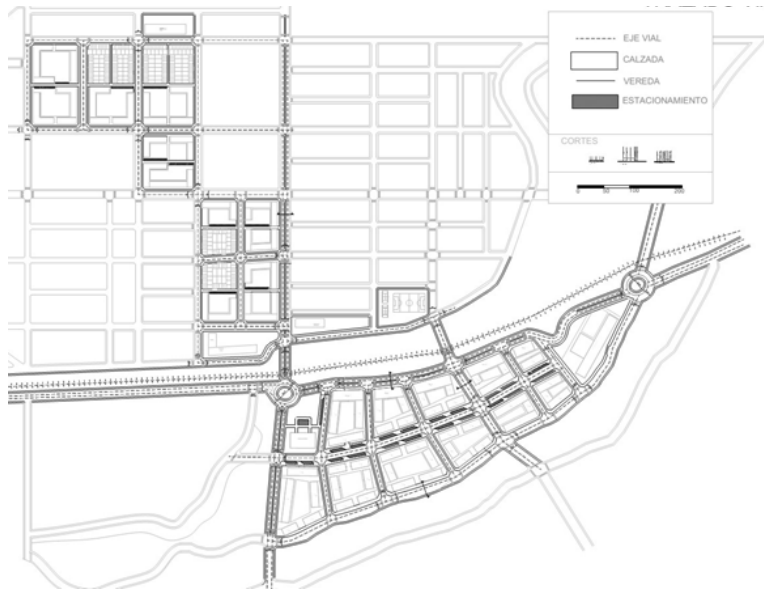 EJE VIAL
CALZADA
VEREDA
ESTACIONAMIENTO
CORTES
0 50 100 200